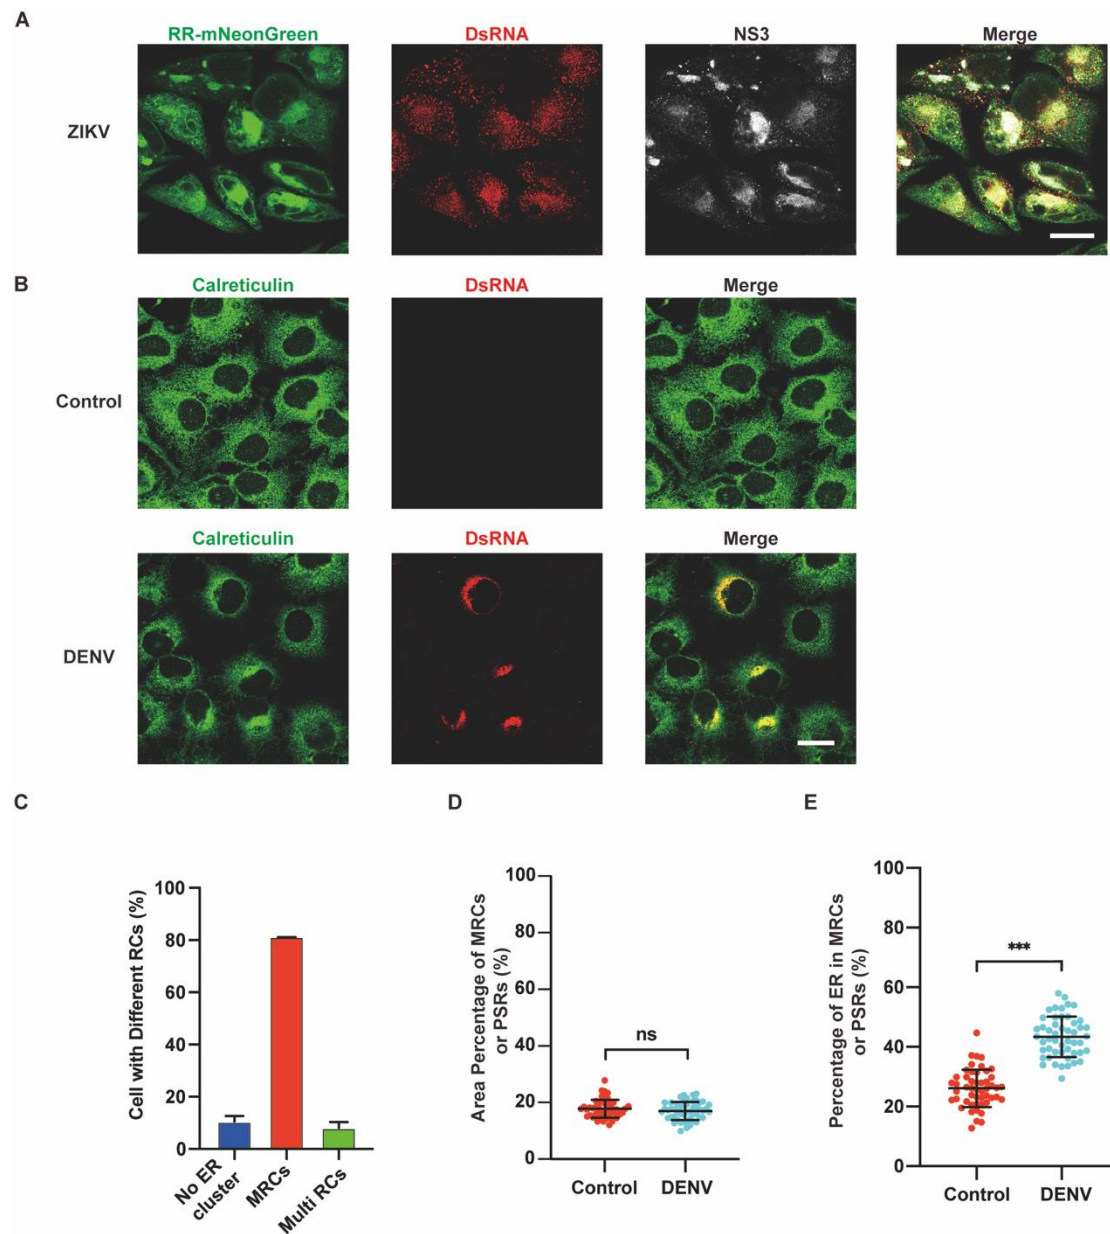 A
RR-mNeonGreen DsRNA NS3 Merge
ZIKV
B
Calreticulin DsRNA Merge
Control
Calreticulin DsRNA Merge
DENV
C D E
Cell with Different RCs (%)
100
80
60
40
20
0
No ER
cluster
MRCs
Multi RCs
Area Percentage of MRCs
or PSRs (%)
100
80
60
40
20
0
ns
Control DENV
Percentage of ER in MRCs
or PSRs (%)
100
80
60
40
20
0
***
Control DENV